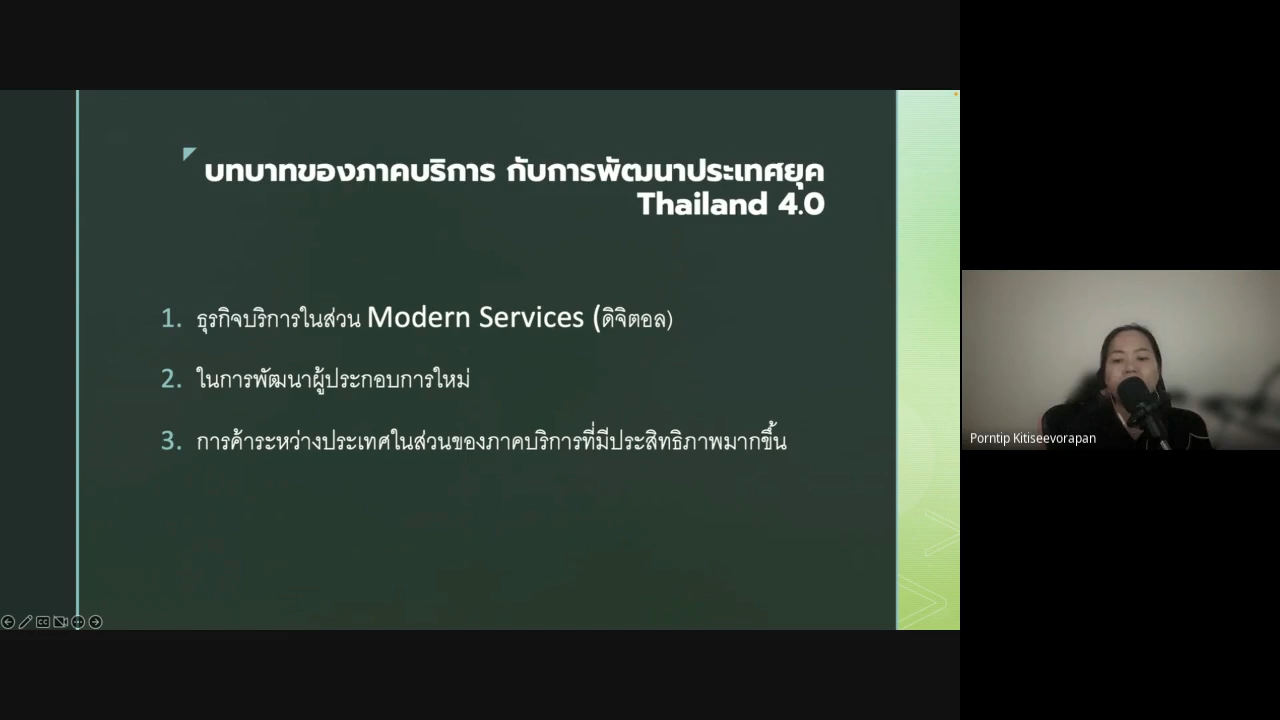 บทบาทของภาคบริการ กับการพัฒนาประเทศยุค
Thailand 4.0
1. ธุรกิจบริการในส่วน Modern Services (ดิจิตอล)
2. ในการพัฒนาผู้ประกอบการใหม่
3. การค้าระหว่างประเทศในส่วนของภาคบริการที่มีประสิทธิภาพมากขึ้น
Porntip Kitiseevorapan